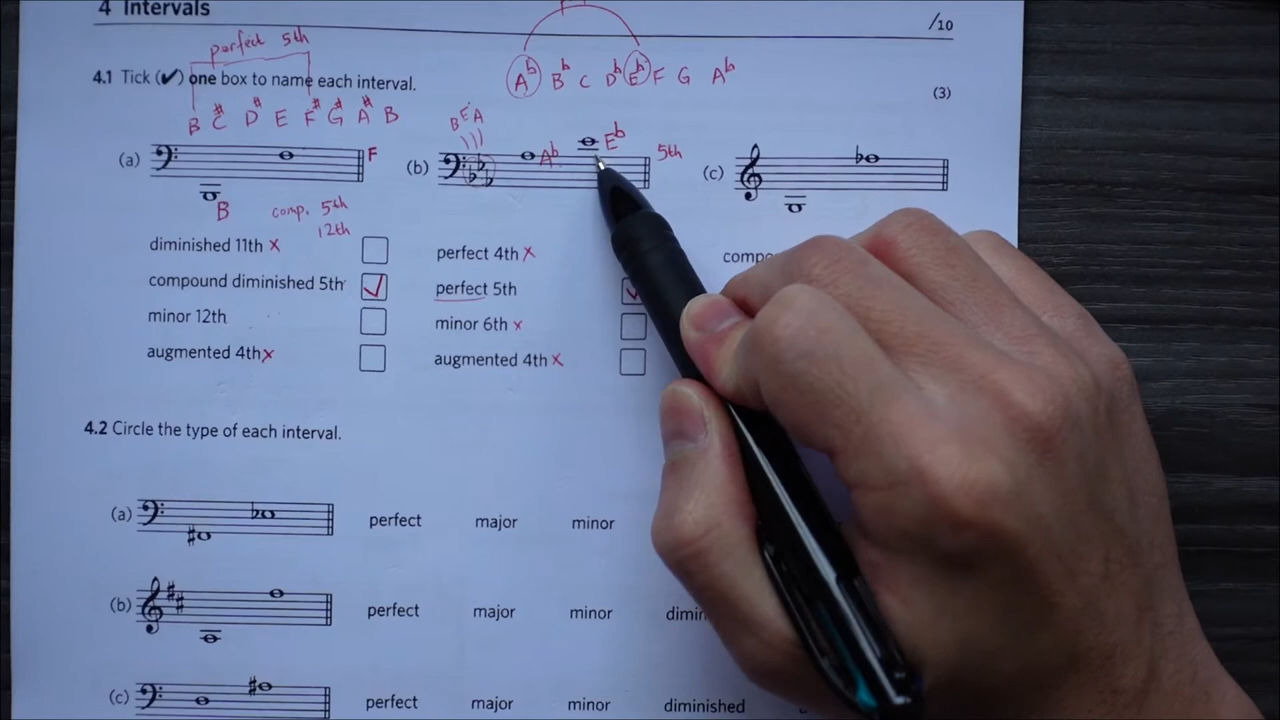 4 Intervals
/10
perfect 5th
4.1 Tick (✔) one box to name each interval.
A♭ B♭ C D♭ E♭ F G A♭
(3)
B C# D# E F# G# A# B
B E A
(a)
F
(b)
A♭
E♭
5th
(c)
B
comp. 5th
12th
diminished 11th x
perfect 4th x
compound diminished 5th ✓
perfect 5th
minor 12th
minor 6th x
augmented 4th x
augmented 4th x
4.2 Circle the type of each interval.
(a) perfect major minor
(b) perfect major minor
(c) perfect major minor diminished